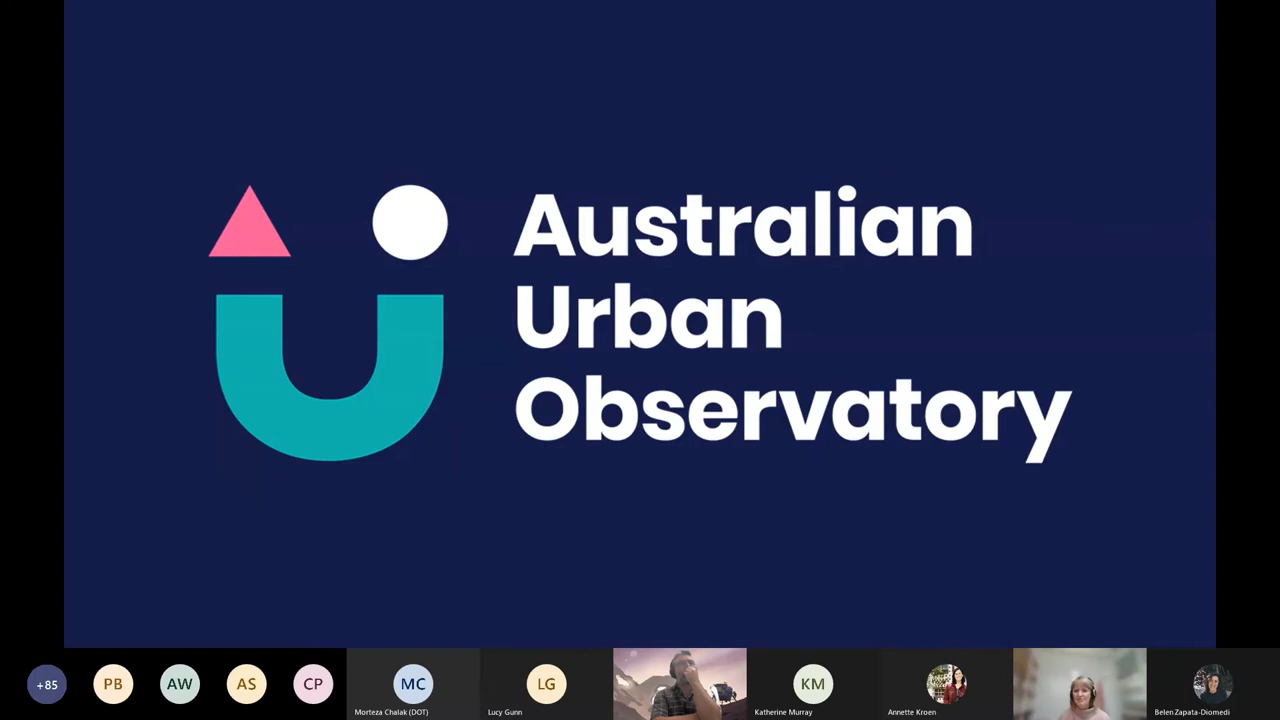 Australian
Urban
Observatory
+85
PB
AW
AS
CP
MC
Morteza Chalak (DOT)
LG
Lucy Gunn
KM
Katherine Murray
Annette Kroen
Belen Zapata-Diomedi